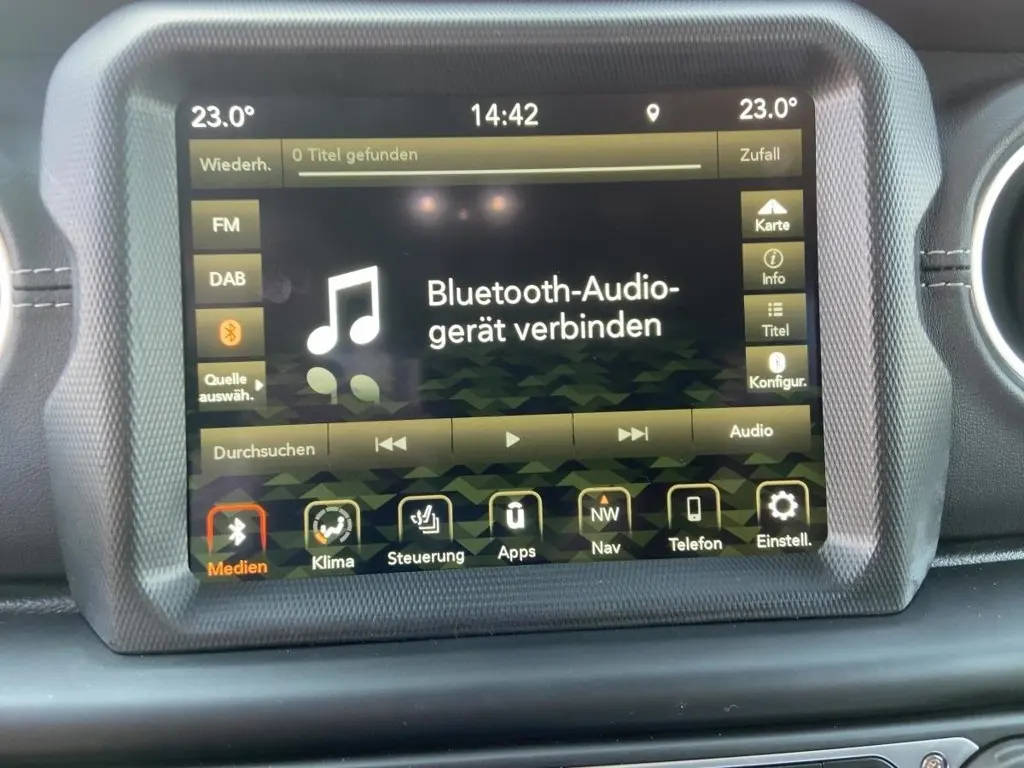 23.0° 14:42 23.0°
Wiederh. 0 Titel gefunden Zufall
FM
DAB
Quelle
auswäh.
Bluetooth-Audio-
gerät verbinden
Karte
Info
Titel
Konfigur.
Durchsuchen Audio
Medien Klima Steuerung Apps NW Nav Telefon Einstell.